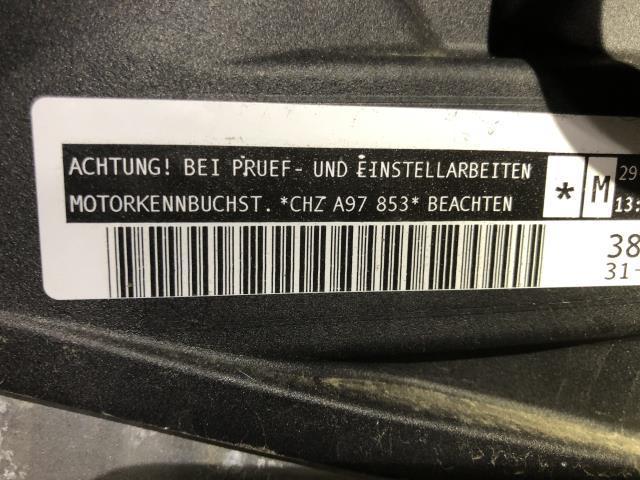 ACHTUNG! BEI PRUEF- UND EINSTELLARBEITEN
MOTORKENNBUCHST. *CHZ A97 853* BEACHTEN
* M
29
13:
38
31-